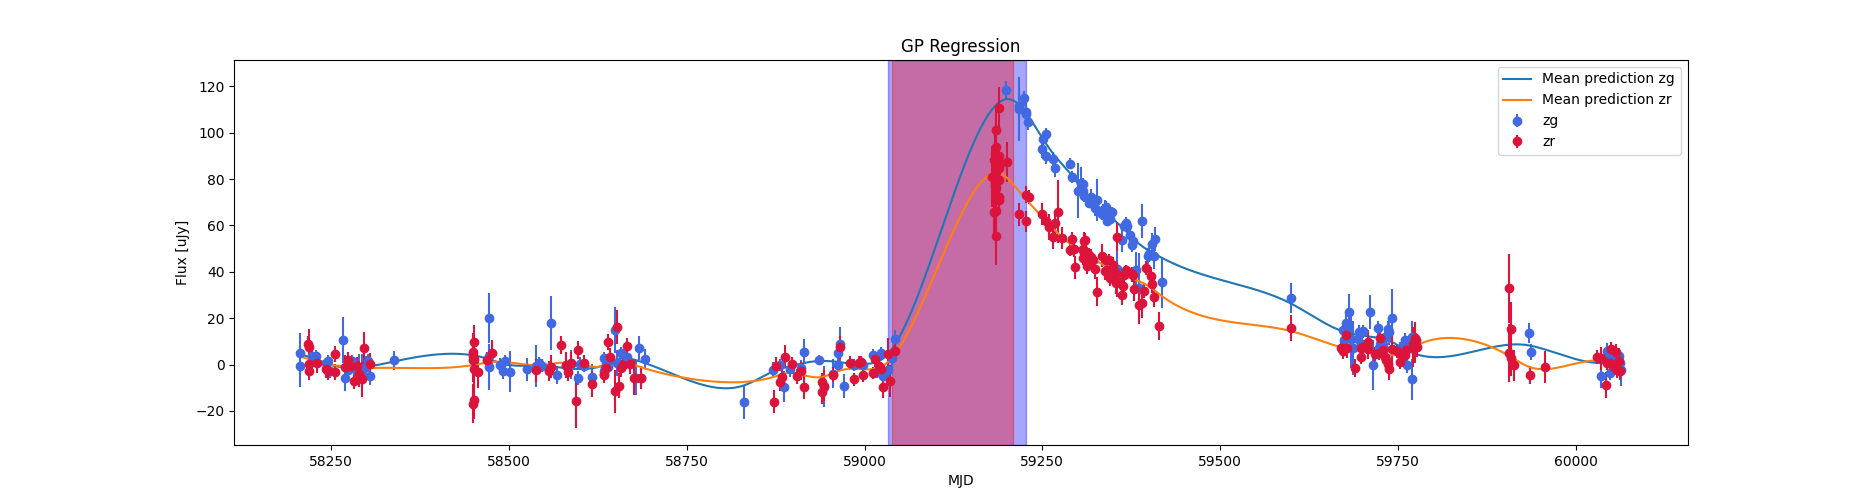 GP Regression
Flux [uJy]
120
100
80
60
40
20
0
−20
58250 58500 58750 59000 59250 59500 59750 60000
MJD
Mean prediction zg
Mean prediction zr
zg
zr